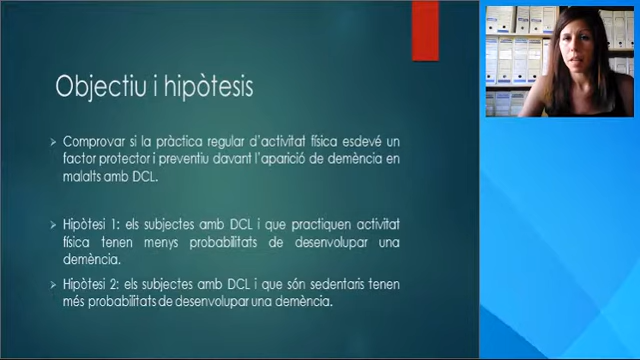 Objectiu i hipòtesis
Comprovar si la pràctica regular d'activitat física esdevé un
factor protector i preventiu davant l'aparició de demència en
malalts amb DCL.
Hipòtesi 1: els subjectes amb DCL i que practiquen activitat
física tenen menys probabilitats de desenvolupar una
demència.
Hipòtesi 2: els subjectes amb DCL i que són sedentaris tenen
més probabilitats de desenvolupar una demència.